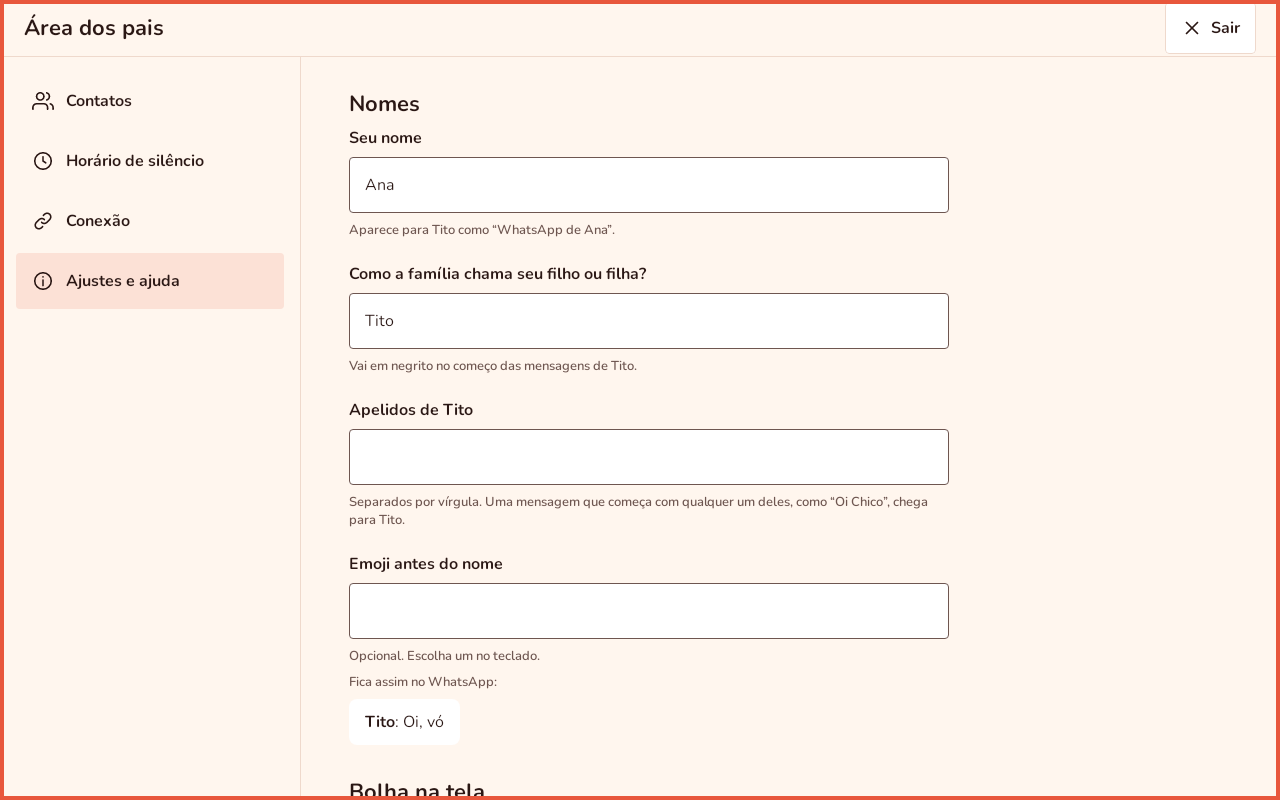 Área dos pais
Sair
Contatos
Horário de silêncio
Conexão
Ajustes e ajuda
Nomes
Seu nome
Ana
Aparece para Tito como “WhatsApp de Ana”.
Como a família chama seu filho ou filha?
Tito
Vai em negrito no começo das mensagens de Tito.
Apelidos de Tito
Separados por vírgula. Uma mensagem que começa com qualquer um deles, como “Oi Chico”, chega
para Tito.
Emoji antes do nome
Opcional. Escolha um no teclado.
Fica assim no WhatsApp:
Tito: Oi, vó
Bolha na tela